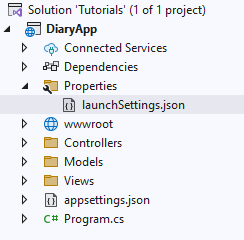 Solution 'Tutorials' (1 of 1 project)
DiaryApp
Connected Services
Dependencies
Properties
launchSettings.json
wwwroot
Controllers
Models
Views
appsettings.json
C# Program.cs